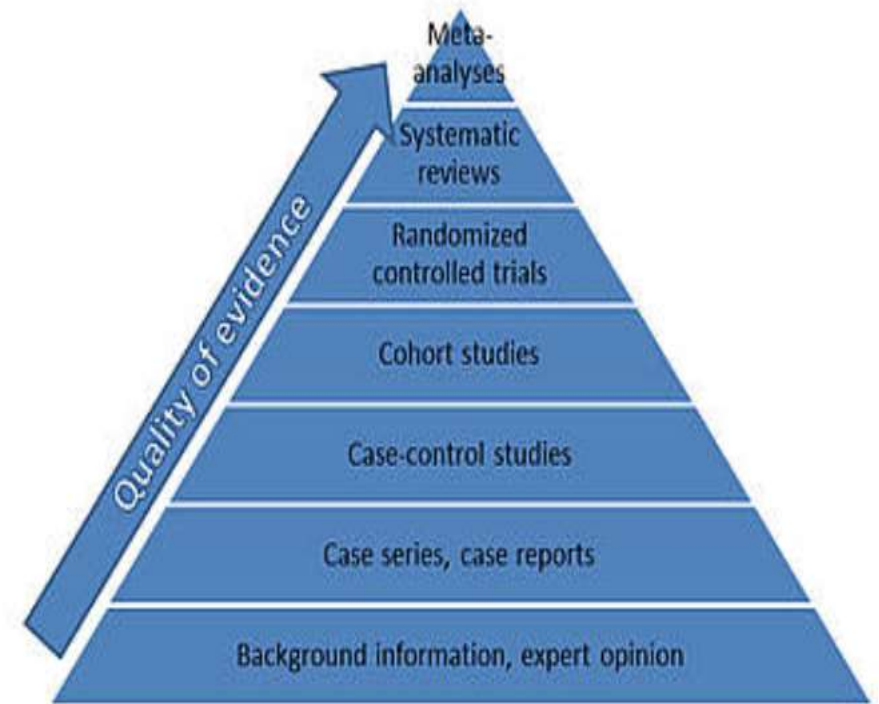 Meta-
analyses
Systematic
reviews
Randomized
controlled trials
Cohort studies
Case-control studies
Case series, case reports
Background information, expert opinion
Quality of evidence